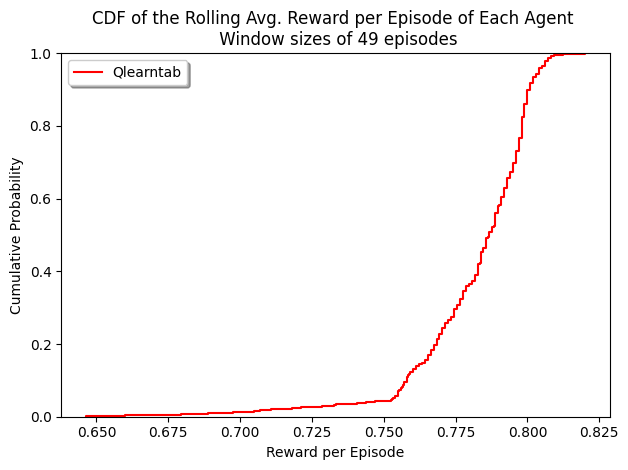 CDF of the Rolling Avg. Reward per Episode of Each Agent
Window sizes of 49 episodes
Qlearntab
Cumulative Probability
1.0
0.8
0.6
0.4
0.2
0.0
0.650 0.675 0.700 0.725 0.750 0.775 0.800 0.825
Reward per Episode